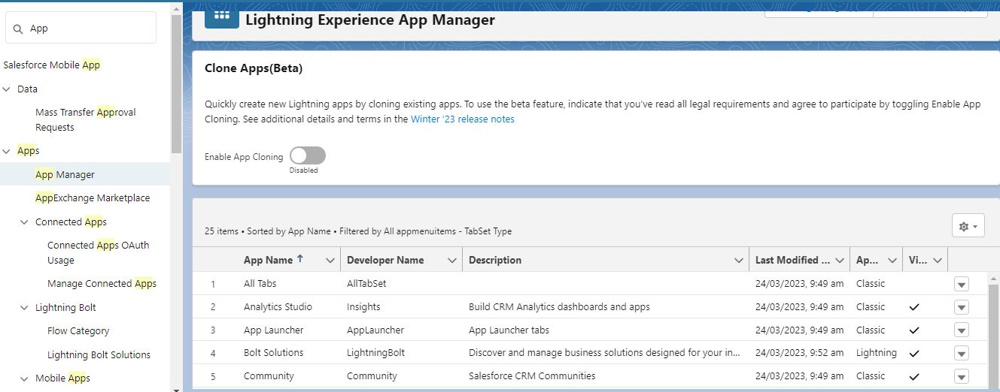 App
Salesforce Mobile App
Data
Mass Transfer Approval
Requests
Apps
App Manager
AppExchange Marketplace
Connected Apps
Connected Apps OAuth
Usage
Manage Connected Apps
Lightning Bolt
Flow Category
Lightning Bolt Solutions
Mobile Apps
Lightning Experience App Manager
Clone Apps(Beta)
Quickly create new Lightning apps by cloning existing apps. To use the beta feature, indicate that you've read all legal requirements and agree to participate by toggling Enable App
Cloning. See additional details and terms in the Winter '23 release notes
Enable App Cloning
Disabled
25 items • Sorted by App Name • Filtered by All appmenuitems - TabSet Type
App Name Developer Name Description Last Modified ... Ap... Vi...
1 All Tabs AllTabSet 24/03/2023, 9:49 am Classic
2 Analytics Studio Insights Build CRM Analytics dashboards and apps 24/03/2023, 9:49 am Classic
3 App Launcher AppLauncher App Launcher tabs 24/03/2023, 9:49 am Classic
4 Bolt Solutions LightningBolt Discover and manage business solutions designed for your in... 24/03/2023, 9:52 am Lightning
5 Community Community Salesforce CRM Communities 24/03/2023, 9:49 am Classic